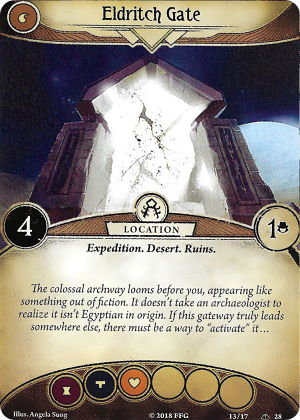 Eldritch Gate
4
LOCATION
1
Expedition. Desert. Ruins.
The colossal archway looms before you, appearing like
something out of fiction. It doesn't take an archaeologist to
realize it isn't Egyptian in origin. If this gateway truly leads
somewhere else, there must be a way to "activate" it…
Illus. Angela Sung © 2018 FFG 13/17 28